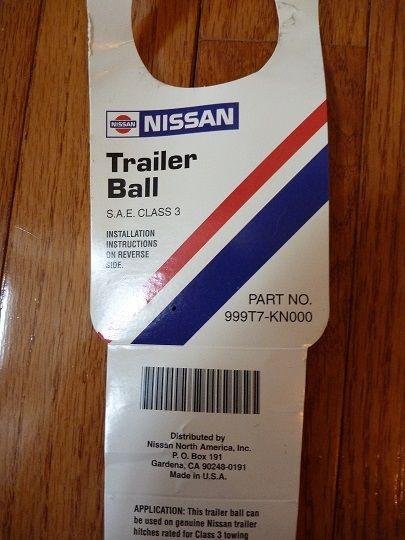 NISSAN NISSAN
Trailer
Ball
S.A.E. CLASS 3
INSTALLATION
INSTRUCTIONS
ON REVERSE
SIDE.
PART NO.
999T7-KN000
Distributed by
Nissan North America, Inc.
P. O. Box 191
Gardena, CA 90248-0191
Made in U.S.A.
APPLICATION: This trailer ball can
be used on genuine Nissan trailer
hitches rated for Class 3 towing